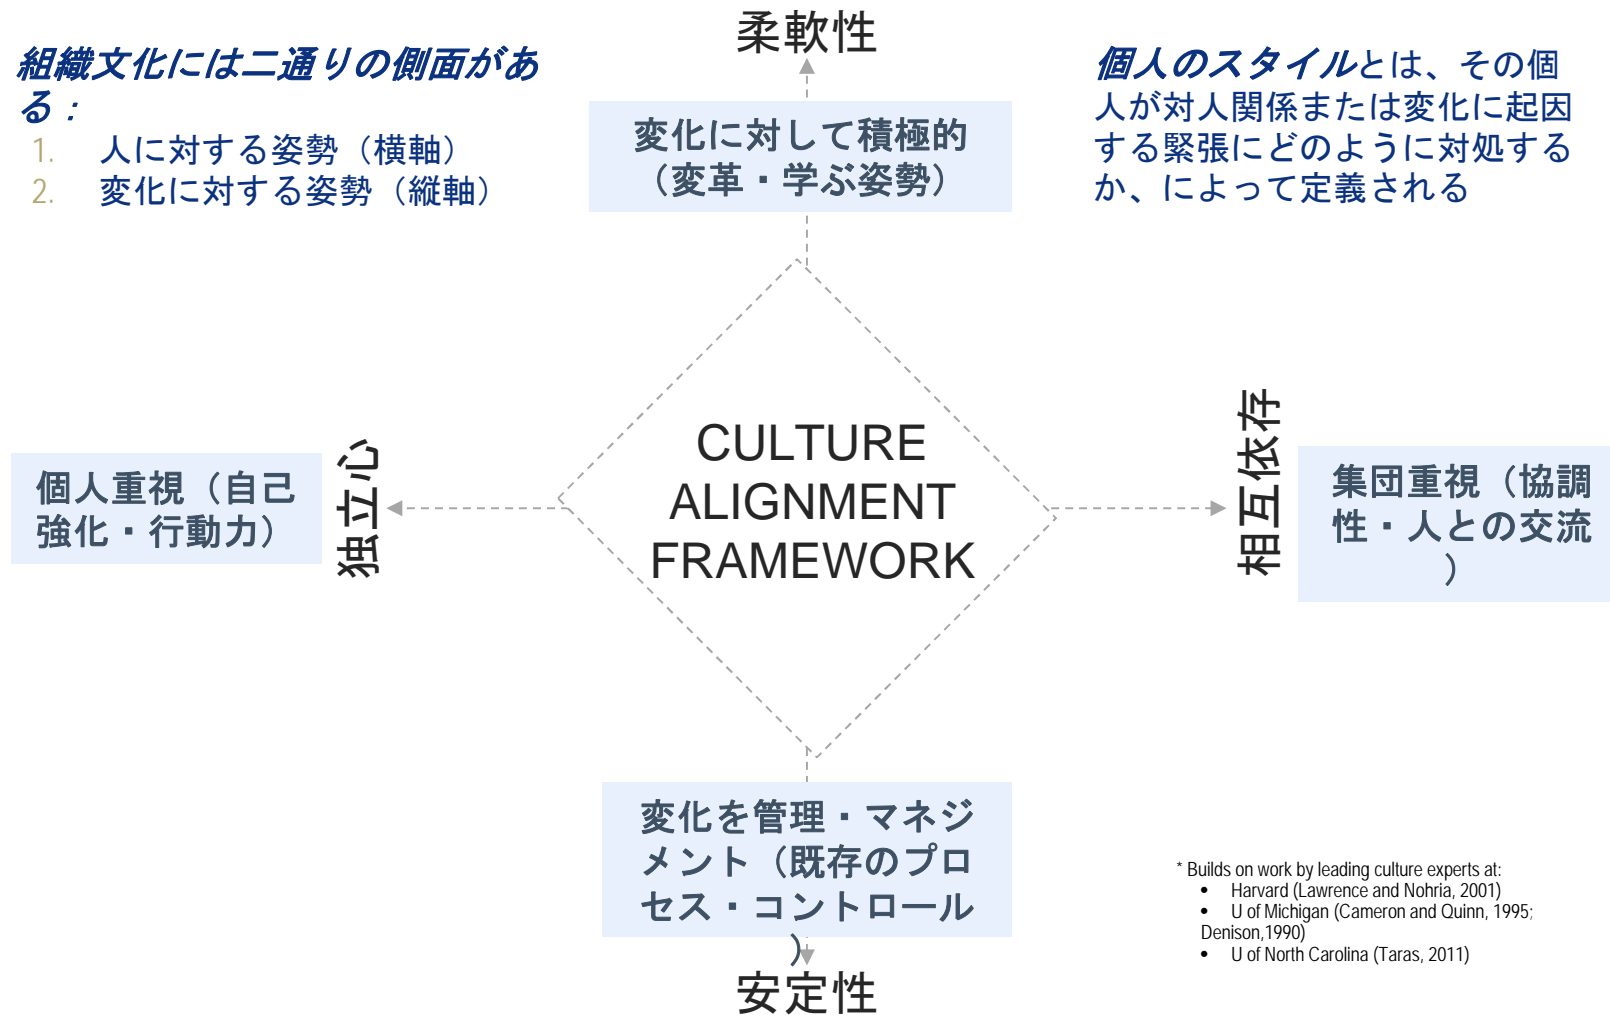 柔軟性
組織文化には二通りの側面があ
る：
1. 人に対する姿勢（横軸）
2. 変化に対する姿勢（縦軸）
個人のスタイルとは、その個
人が対人関係または変化に起因
する緊張にどのように対処する
か、によって定義される
変化に対して積極的
（変革・学ぶ姿勢）
個人重視（自己
強化・行動力）
独立心
CULTURE
ALIGNMENT
FRAMEWORK
相互依存
集団重視（協調
性・人との交流
）
変化を管理・マネジ
メント（既存のプロ
セス・コントロール
）
安定性
* Builds on work by leading culture experts at:
• Harvard (Lawrence and Nohria, 2001)
• U of Michigan (Cameron and Quinn, 1995;
Denison,1990)
• U of North Carolina (Taras, 2011)